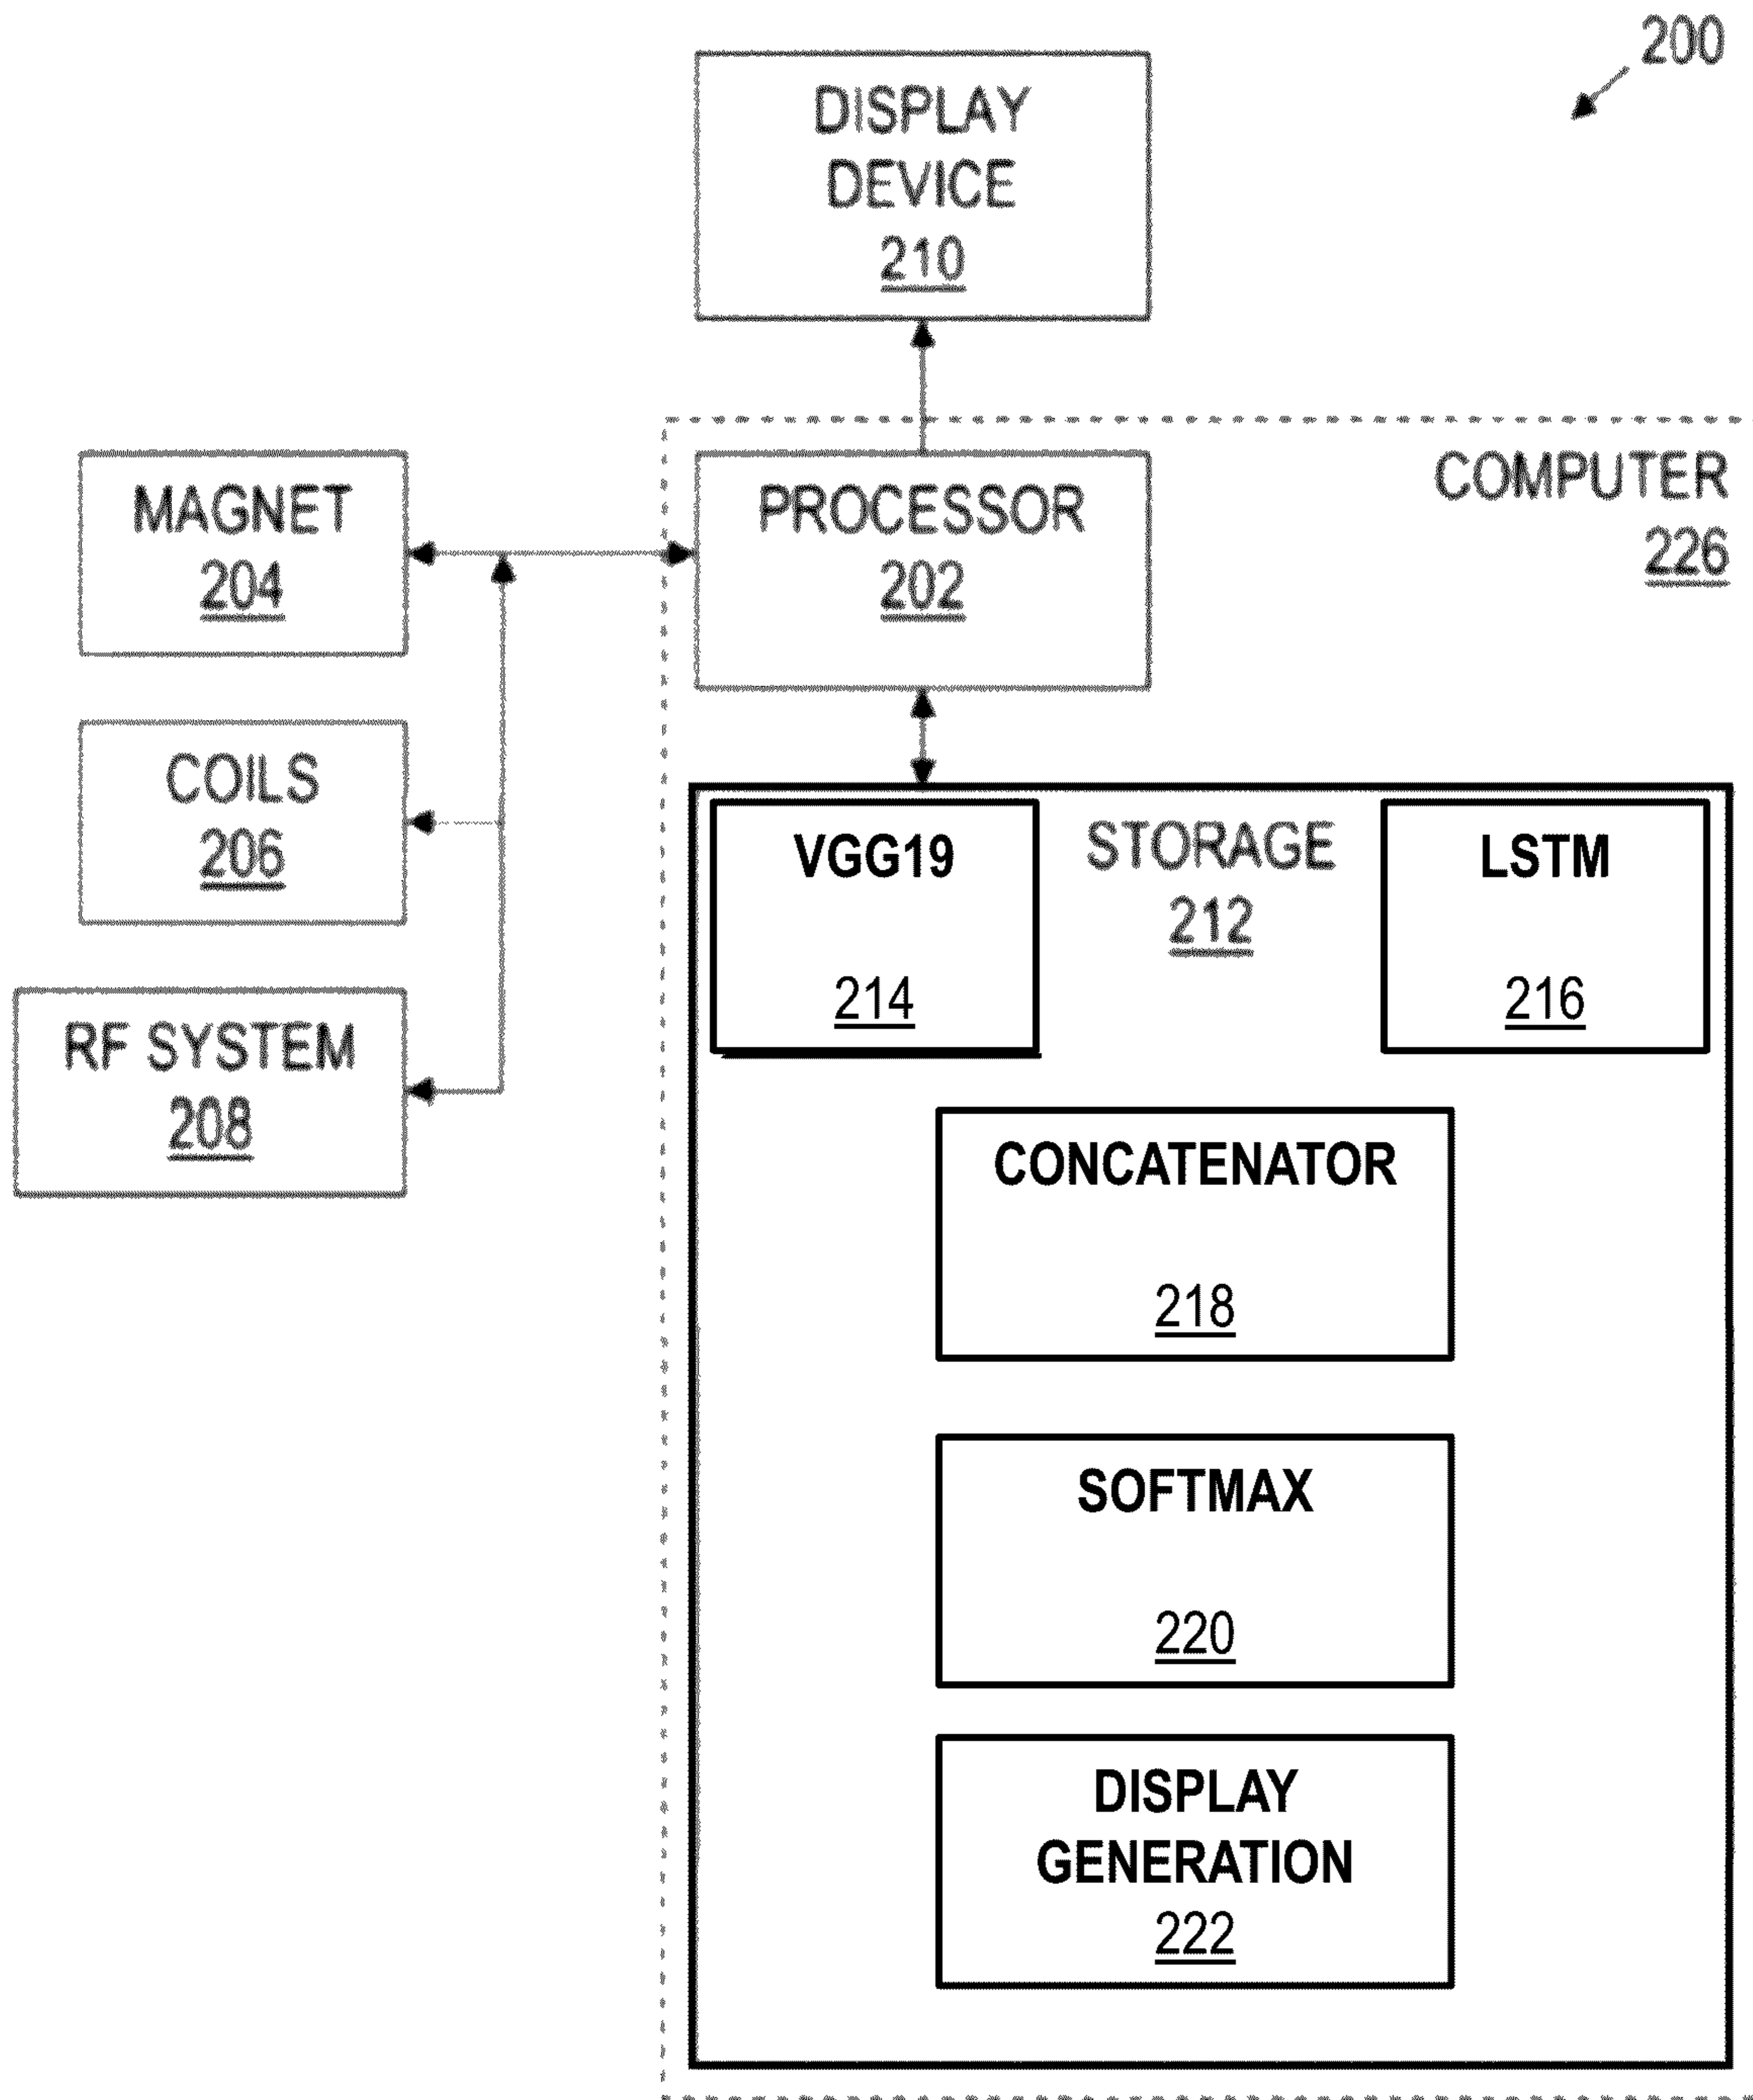 200
DISPLAY
DEVICE
210
COMPUTER
226
MAGNET
204
PROCESSOR
202
COILS
206
RF SYSTEM
208
STORAGE
212
VGG19
214
LSTM
216
CONCATENATOR
218
SOFTMAX
220
DISPLAY
GENERATION
222